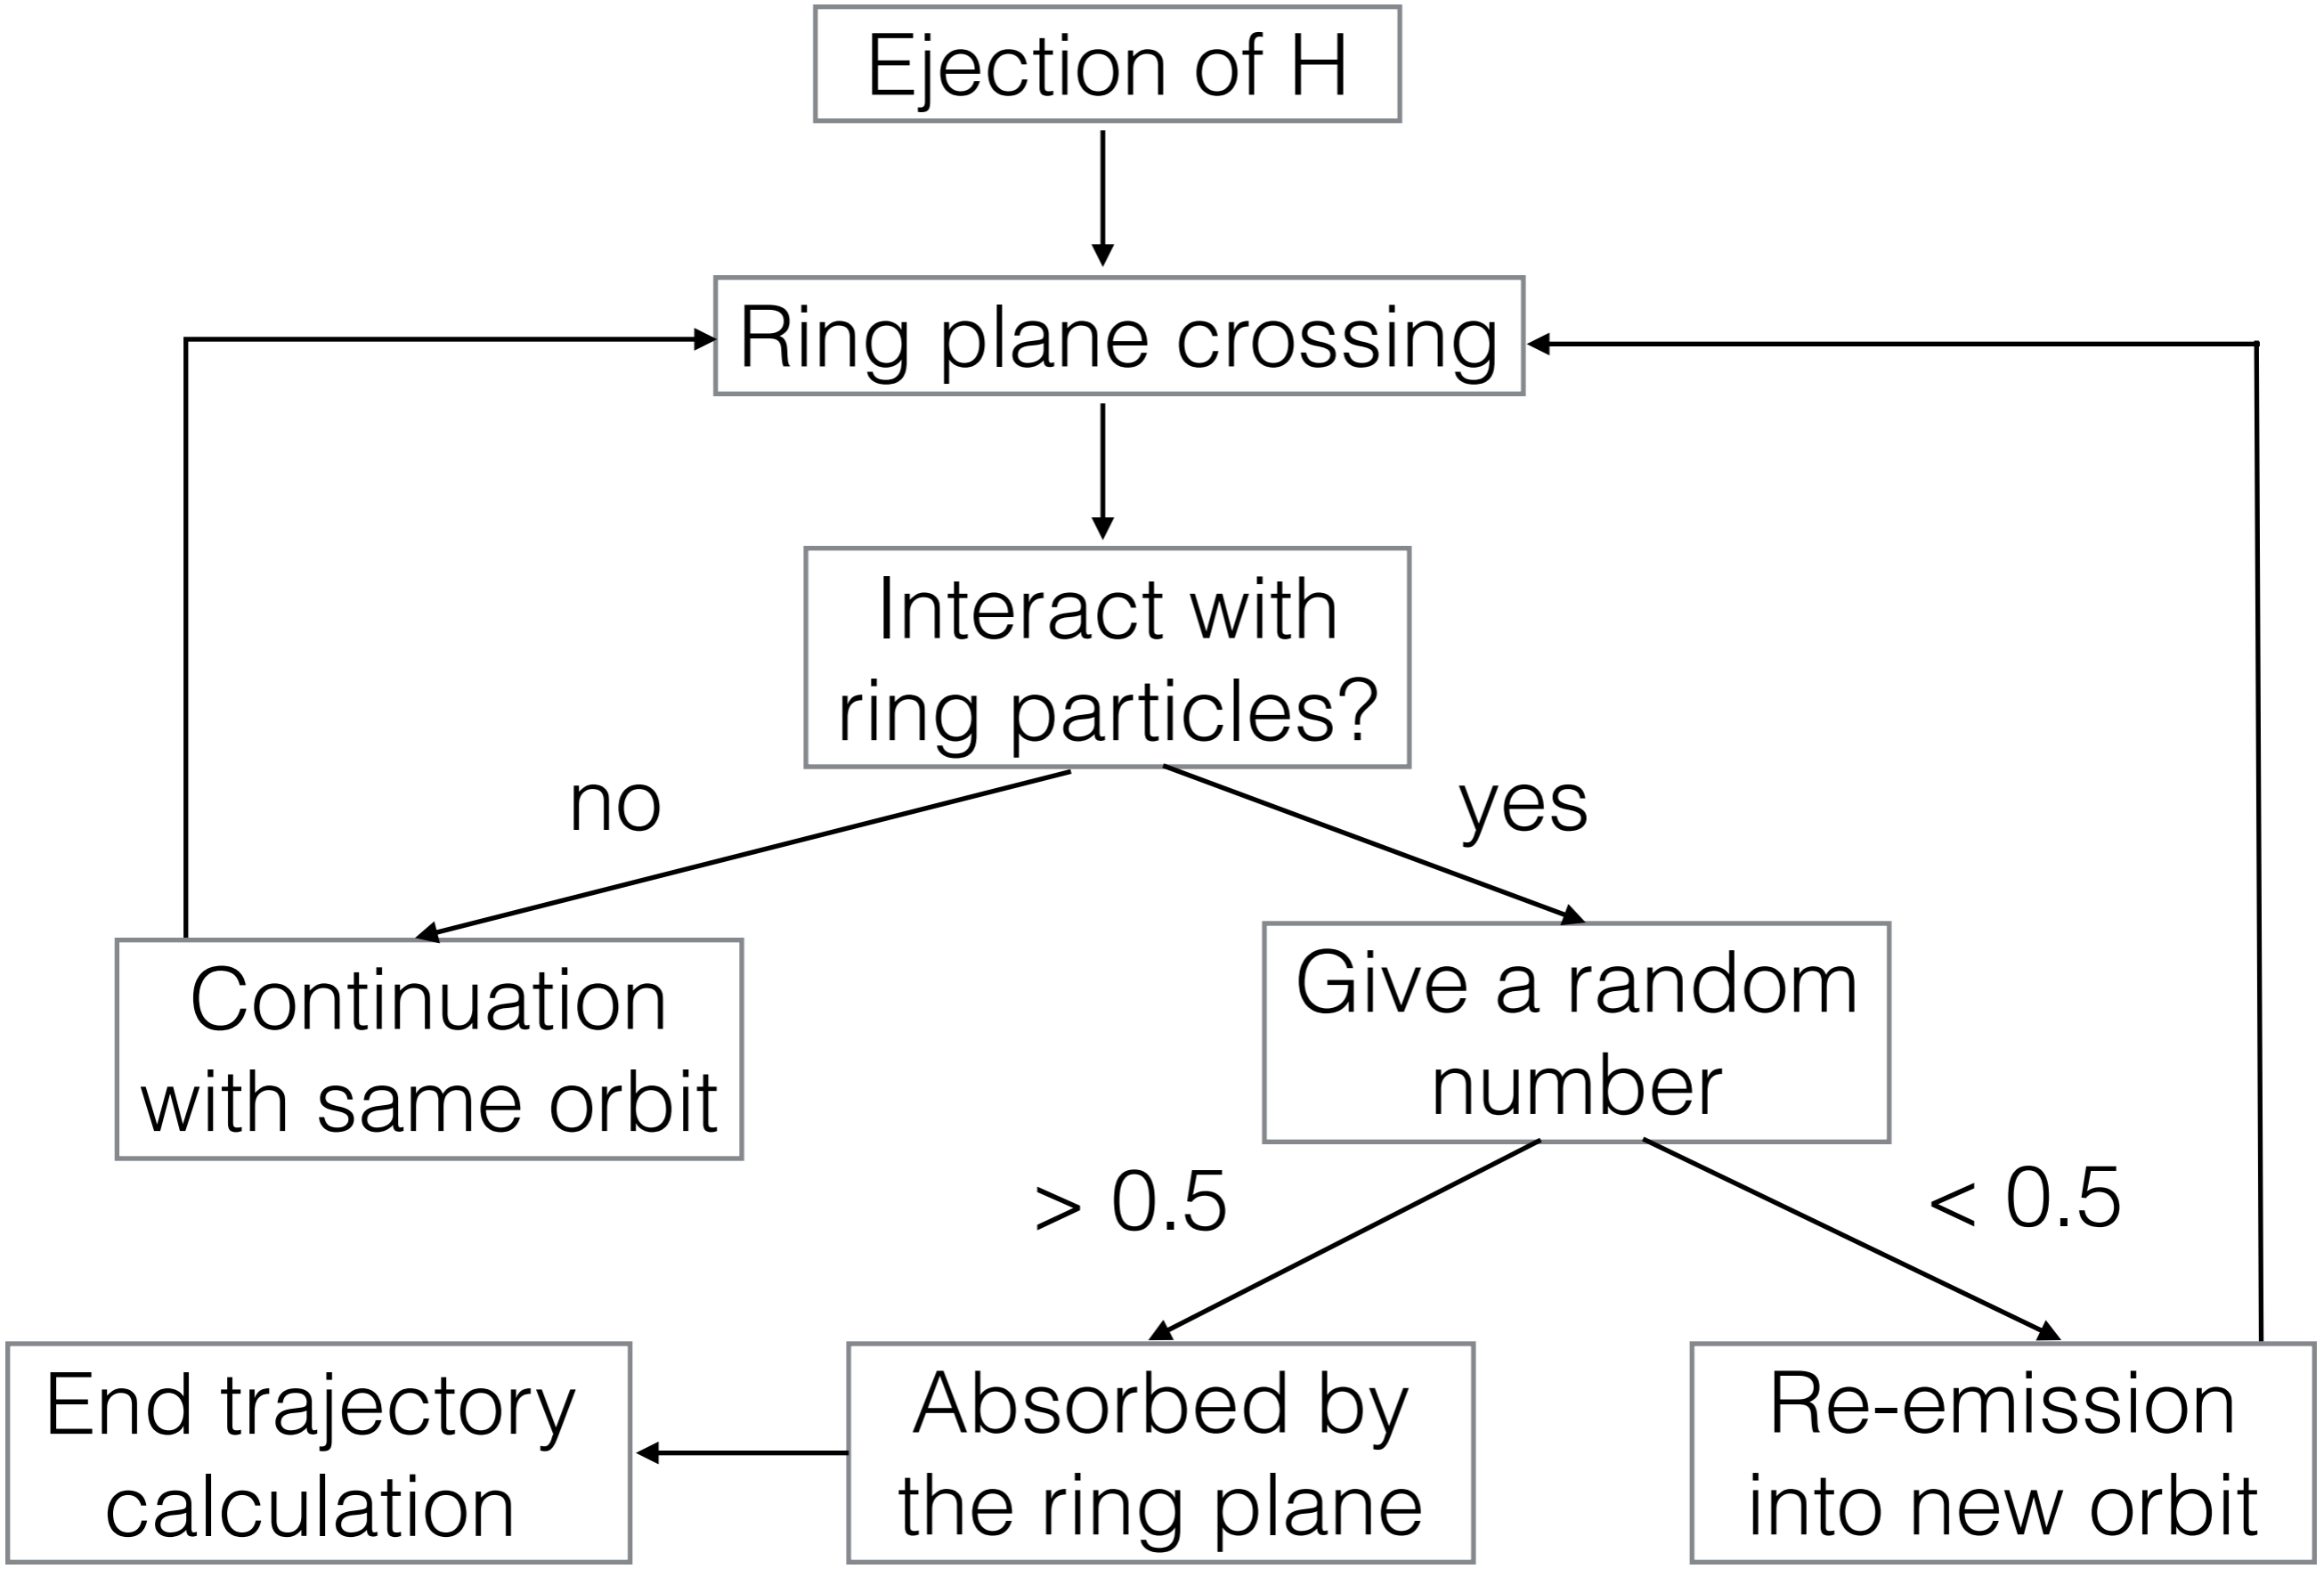 Ejection of H
Ring plane crossing
Interact with
ring particles?
no
yes
Continuation
with same orbit
Give a random
number
> 0.5
< 0.5
End trajectory
calculation
Absorbed by
the ring plane
Re-emission
into new orbit